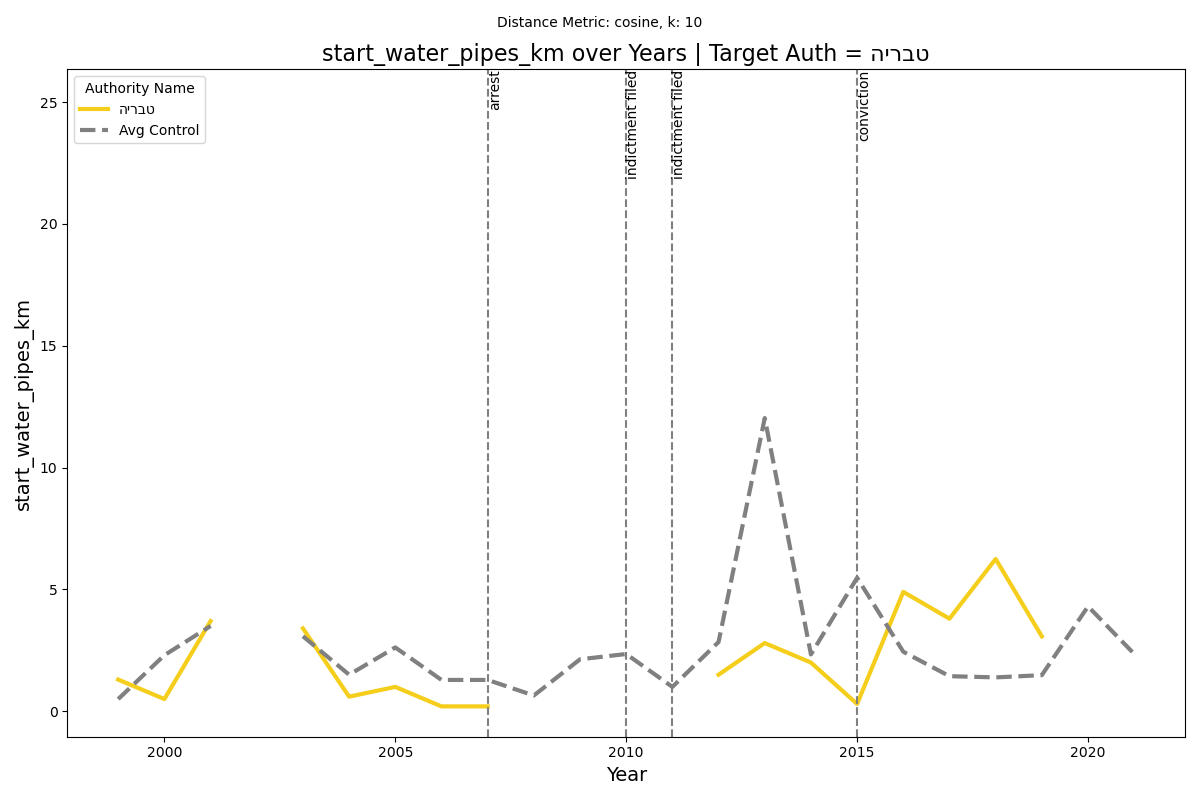 Distance Metric: cosine, k: 10
start_water_pipes_km over Years | Target Auth = טבריה
Authority Name
טבריה
Avg Control
arrest
indictment filed
indictment filed
conviction
start_water_pipes_km
25
20
15
10
5
0
2000
2005
2010
2015
2020
Year